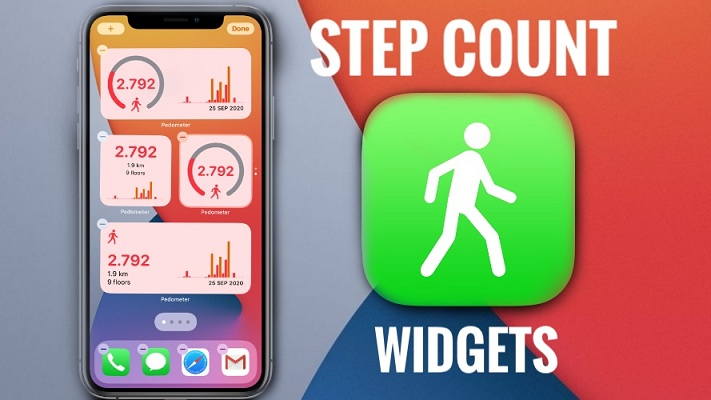 +
Done
STEP COUNT
2.792
25 SEP 2020
Pedometer
2.792
1.9 km
9 floors
2.792
Pedometer
Pedometer
2.792
1.9 km
9 floors
25 SEP 2020
Pedometer
WIDGETS